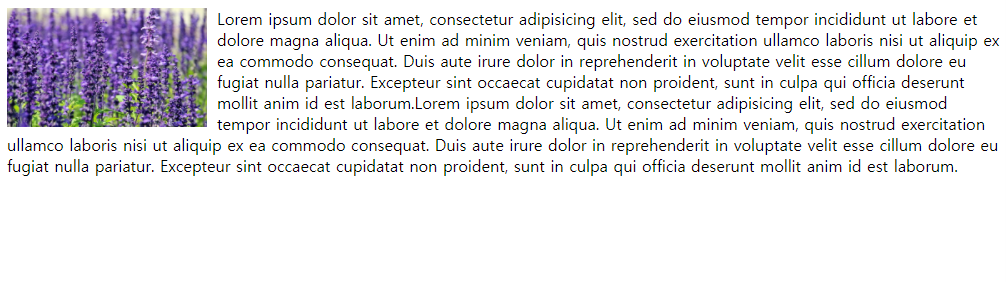 Lorem ipsum dolor sit amet, consectetur adipisicing elit, sed do eiusmod tempor incididunt ut labore et
dolore magna aliqua. Ut enim ad minim veniam, quis nostrud exercitation ullamco laboris nisi ut aliquip ex
ea commodo consequat. Duis aute irure dolor in reprehenderit in voluptate velit esse cillum dolore eu
fugiat nulla pariatur. Excepteur sint occaecat cupidatat non proident, sunt in culpa qui officia deserunt
mollit anim id est laborum.Lorem ipsum dolor sit amet, consectetur adipisicing elit, sed do eiusmod
tempor incididunt ut labore et dolore magna aliqua. Ut enim ad minim veniam, quis nostrud exercitation
ullamco laboris nisi ut aliquip ex ea commodo consequat. Duis aute irure dolor in reprehenderit in voluptate velit esse cillum dolore eu
fugiat nulla pariatur. Excepteur sint occaecat cupidatat non proident, sunt in culpa qui officia deserunt mollit anim id est laborum.